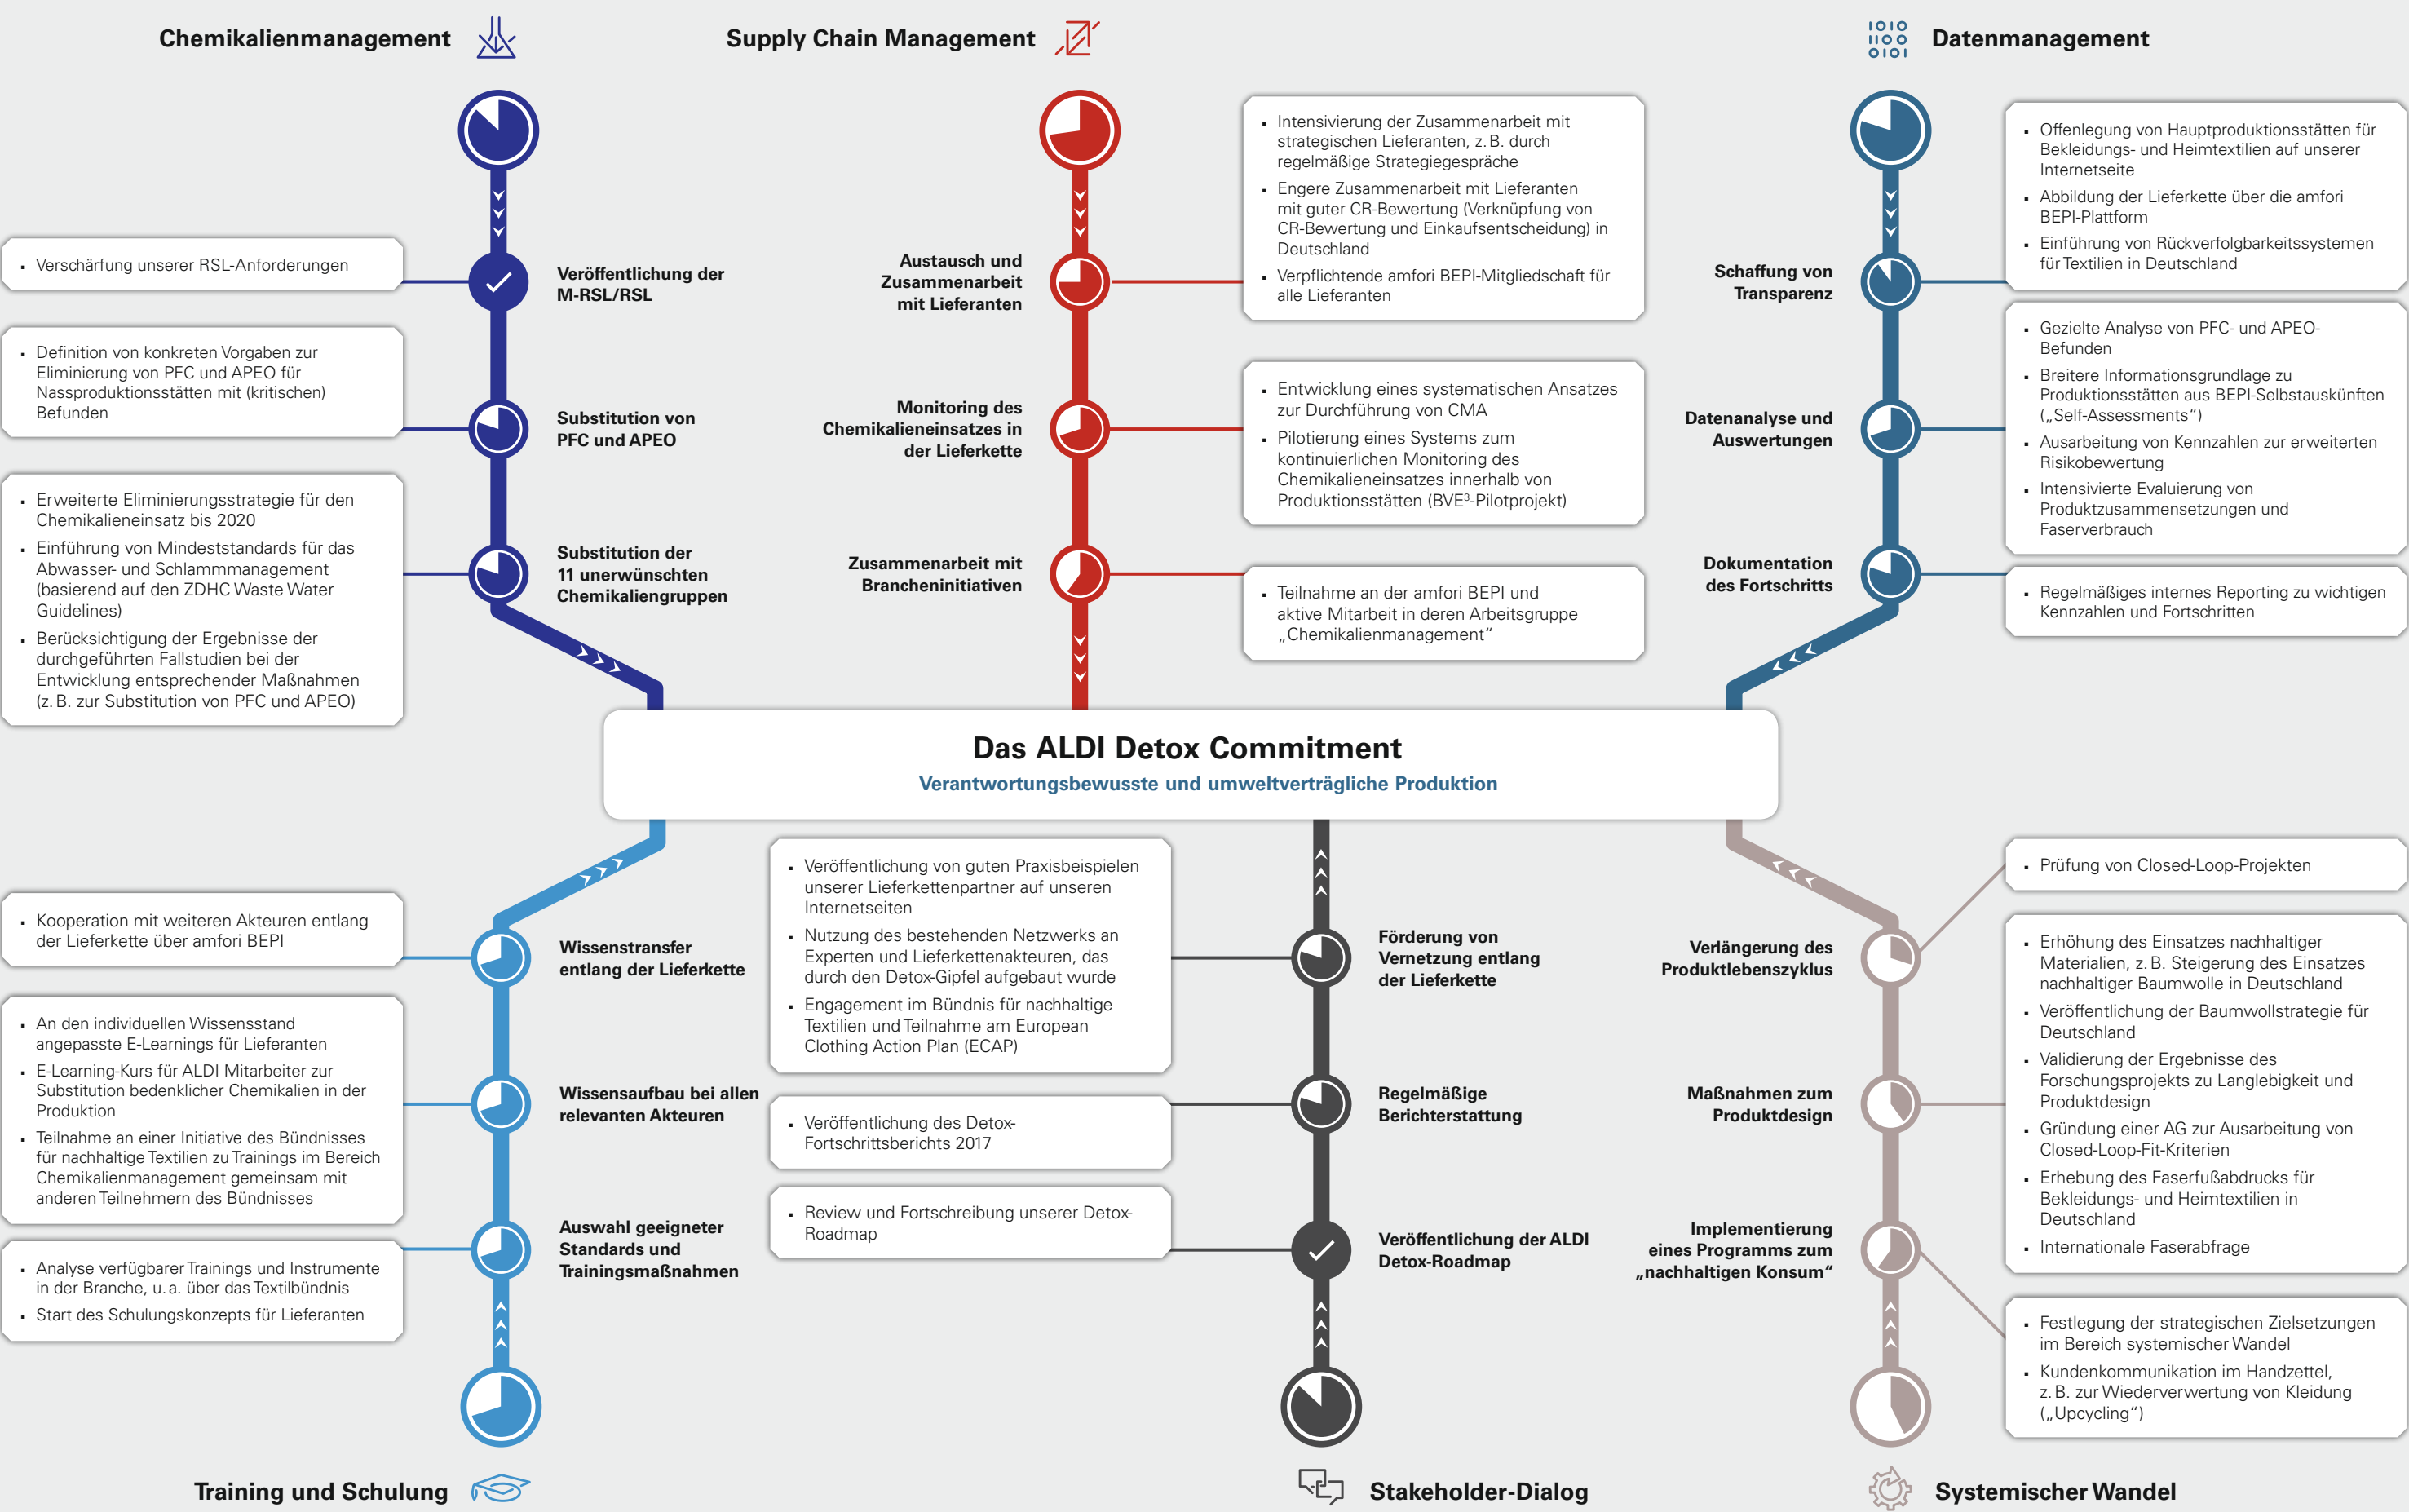 Chemikalienmanagement
Verschärfung unserer RSL-Anforderungen
Veröffentlichung der
M-RSL/RSL
Definition von konkreten Vorgaben zur
Eliminierung von PFC und APEO für
Nassproduktionsstätten mit (kritischen)
Befunden
Substitution von
PFC und APEO
Erweiterte Eliminierungsstrategie für den
Chemikalieneinsatz bis 2020
Einführung von Mindeststandards für das
Abwasser- und Schlammmanagement
(basierend auf den ZDHC Waste Water
Guidelines)
Berücksichtigung der Ergebnisse der
durchgeführten Fallstudien bei der
Entwicklung entsprechender Maßnahmen
(z. B. zur Substitution von PFC und APEO)
Substitution der
11 unerwünschten
Chemikaliengruppen
Supply Chain Management
Austausch und
Zusammenarbeit
mit Lieferanten
Intensivierung der Zusammenarbeit mit
strategischen Lieferanten, z. B. durch
regelmäßige Strategiegespräche
Engere Zusammenarbeit mit Lieferanten
mit guter CR-Bewertung (Verknüpfung von
CR-Bewertung und Einkaufsentscheidung) in
Deutschland
Verpflichtende amfori BEPI-Mitgliedschaft für
alle Lieferanten
Monitoring des
Chemikalieneinsatzes in
der Lieferkette
Entwicklung eines systematischen Ansatzes
zur Durchführung von CMA
Pilotierung eines Systems zum
kontinuierlichen Monitoring des
Chemikalieneinsatzes innerhalb von
Produktionsstätten (BVE³-Pilotprojekt)
Zusammenarbeit mit
Brancheninitiativen
Teilnahme an der amfori BEPI und
aktive Mitarbeit in deren Arbeitsgruppe
„Chemikalienmanagement“
1010
1100
0101
Datenmanagement
Schaffung von
Transparenz
Offenlegung von Hauptproduktionsstätten für
Bekleidungs- und Heimtextilien auf unserer
Internetseite
Abbildung der Lieferkette über die amfori
BEPI-Plattform
Einführung von Rückverfolgbarkeitssystemen
für Textilien in Deutschland
Datenanalyse und
Auswertungen
Gezielte Analyse von PFC- und APEO-
Befunden
Breitere Informationsgrundlage zu
Produktionsstätten aus BEPI-Selbstauskünften
(„Self-Assessments“)
Ausarbeitung von Kennzahlen zur erweiterten
Risikobewertung
Intensivierte Evaluierung von
Produktzusammensetzungen und
Faserverbrauch
Dokumentation
des Fortschritts
Regelmäßiges internes Reporting zu wichtigen
Kennzahlen und Fortschritten
Das ALDI Detox Commitment
Verantwortungsbewusste und umweltverträgliche Produktion
Kooperation mit weiteren Akteuren entlang
der Lieferkette über amfori BEPI
Wissenstransfer
entlang der Lieferkette
An den individuellen Wissensstand
angepasste E-Learnings für Lieferanten
E-Learning-Kurs für ALDI Mitarbeiter zur
Substitution bedenklicher Chemikalien in der
Produktion
Teilnahme an einer Initiative des Bündnisses
für nachhaltige Textilien zu Trainings im Bereich
Chemikalienmanagement gemeinsam mit
anderen Teilnehmern des Bündnisses
Wissensaufbau bei allen
relevanten Akteuren
Analyse verfügbarer Trainings und Instrumente
in der Branche, u. a. über das Textilbündnis
Start des Schulungskonzepts für Lieferanten
Auswahl geeigneter
Standards und
Trainingsmaßnahmen
Training und Schulung
Veröffentlichung von guten Praxisbeispielen
unserer Lieferkettenpartner auf unseren
Internetseiten
Nutzung des bestehenden Netzwerks an
Experten und Lieferkettenakteuren, das
durch den Detox-Gipfel aufgebaut wurde
Engagement im Bündnis für nachhaltige
Textilien und Teilnahme am European
Clothing Action Plan (ECAP)
Förderung von
Vernetzung entlang
der Lieferkette
Veröffentlichung des Detox-
Fortschrittsberichts 2017
Regelmäßige
Berichterstattung
Review und Fortschreibung unserer Detox-
Roadmap
Veröffentlichung der ALDI
Detox-Roadmap
Stakeholder-Dialog
Verlängerung des
Produktlebenszyklus
Prüfung von Closed-Loop-Projekten
Maßnahmen zum
Produktdesign
Erhöhung des Einsatzes nachhaltiger
Materialien, z. B. Steigerung des Einsatzes
nachhaltiger Baumwolle in Deutschland
Veröffentlichung der Baumwollstrategie für
Deutschland
Validierung der Ergebnisse des
Forschungsprojekts zu Langlebigkeit und
Produktdesign
Gründung einer AG zur Ausarbeitung von
Closed-Loop-Fit-Kriterien
Erhebung des Faserfußabdrucks für
Bekleidungs- und Heimtextilien in
Deutschland
Internationale Faserabfrage
Implementierung
eines Programms zum
„nachhaltigen Konsum“
Festlegung der strategischen Zielsetzungen
im Bereich systemischer Wandel
Kundenkommunikation im Handzettel,
z. B. zur Wiederverwertung von Kleidung
(„Upcycling“)
Systemischer Wandel